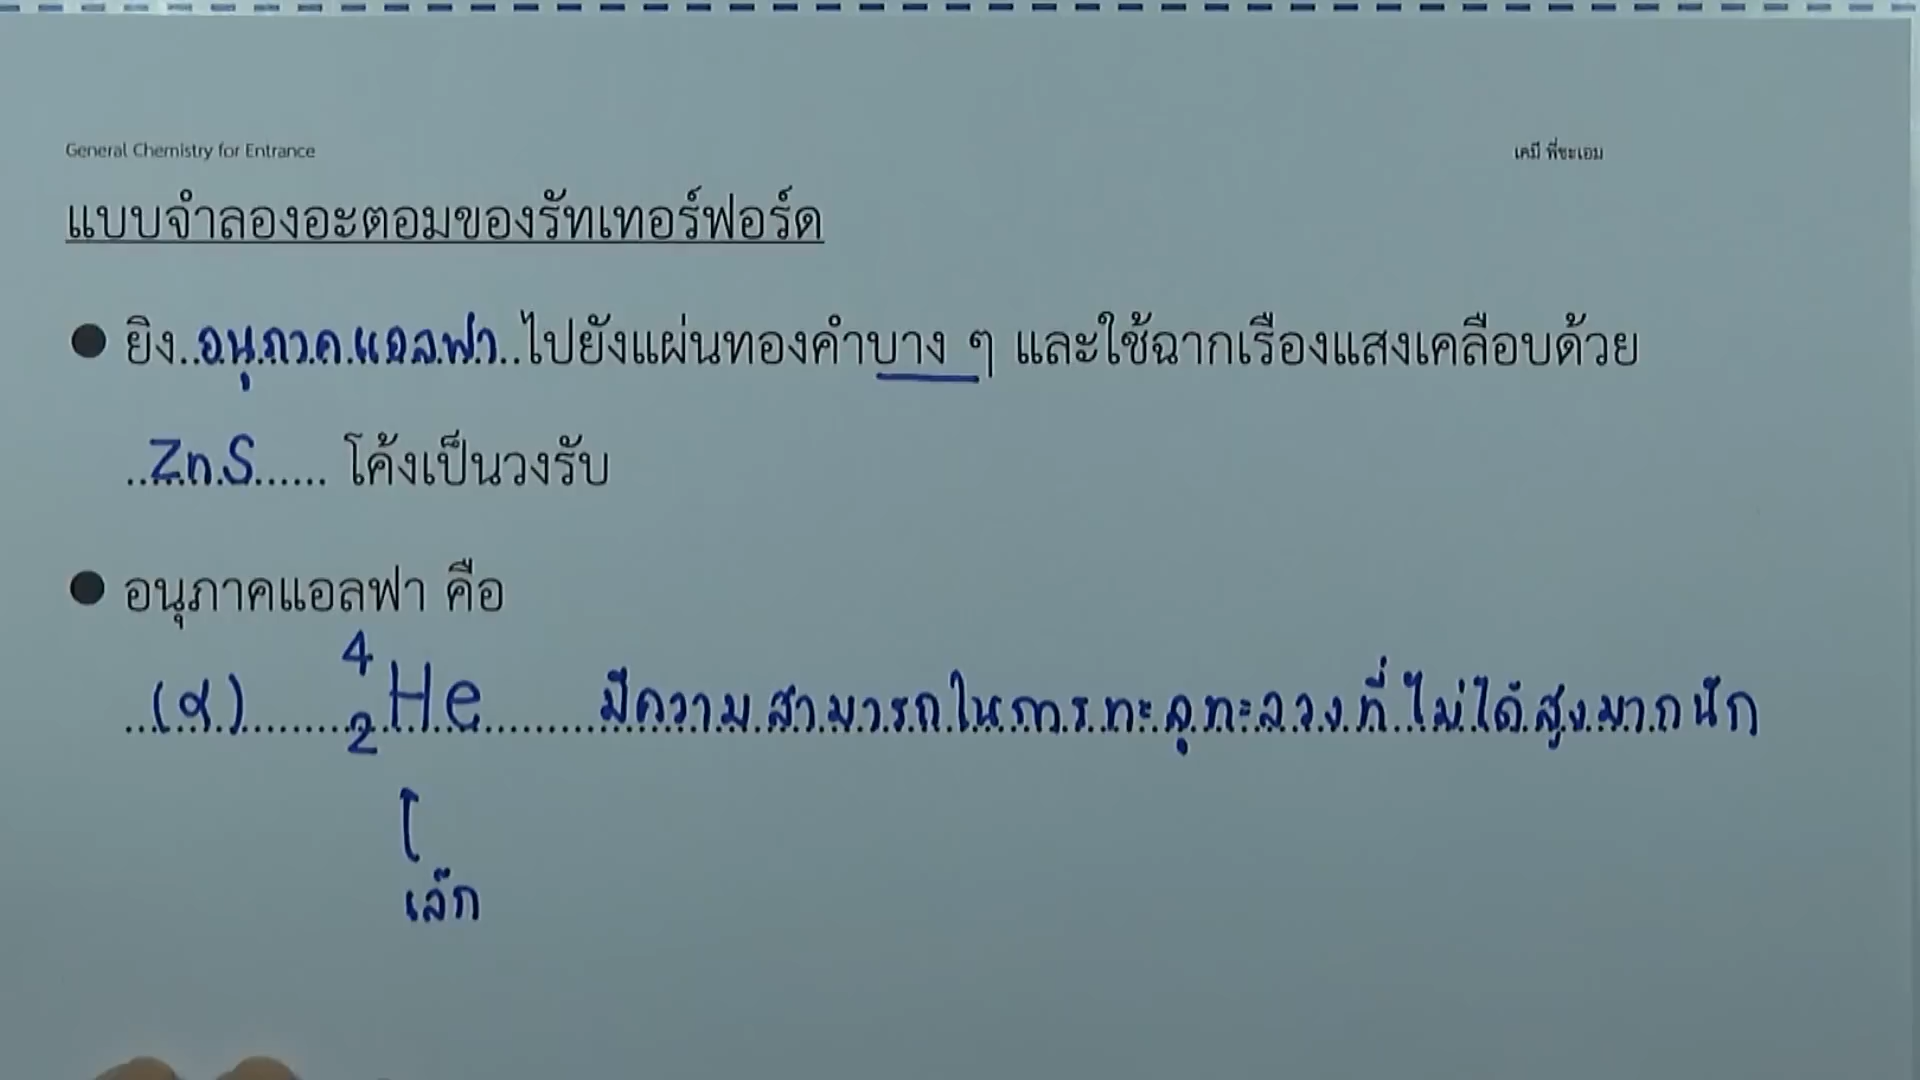 General Chemistry for Entrance เคมี พี่ชะเอม
แบบจำลองอะตอมของรัทเทอร์ฟอร์ด
● ยิง..อนุภาคแอลฟา..ไปยังแผ่นทองคำบาง ๆ และใช้ฉากเรืองแสงเคลือบด้วย
..ZnS...... โค้งเป็นวงรับ
● อนุภาคแอลฟา คือ
(α) ⁴₂He มีความสามารถในการทะลุทะลวงที่ไม่ได้สูงมากนัก
เล็ก